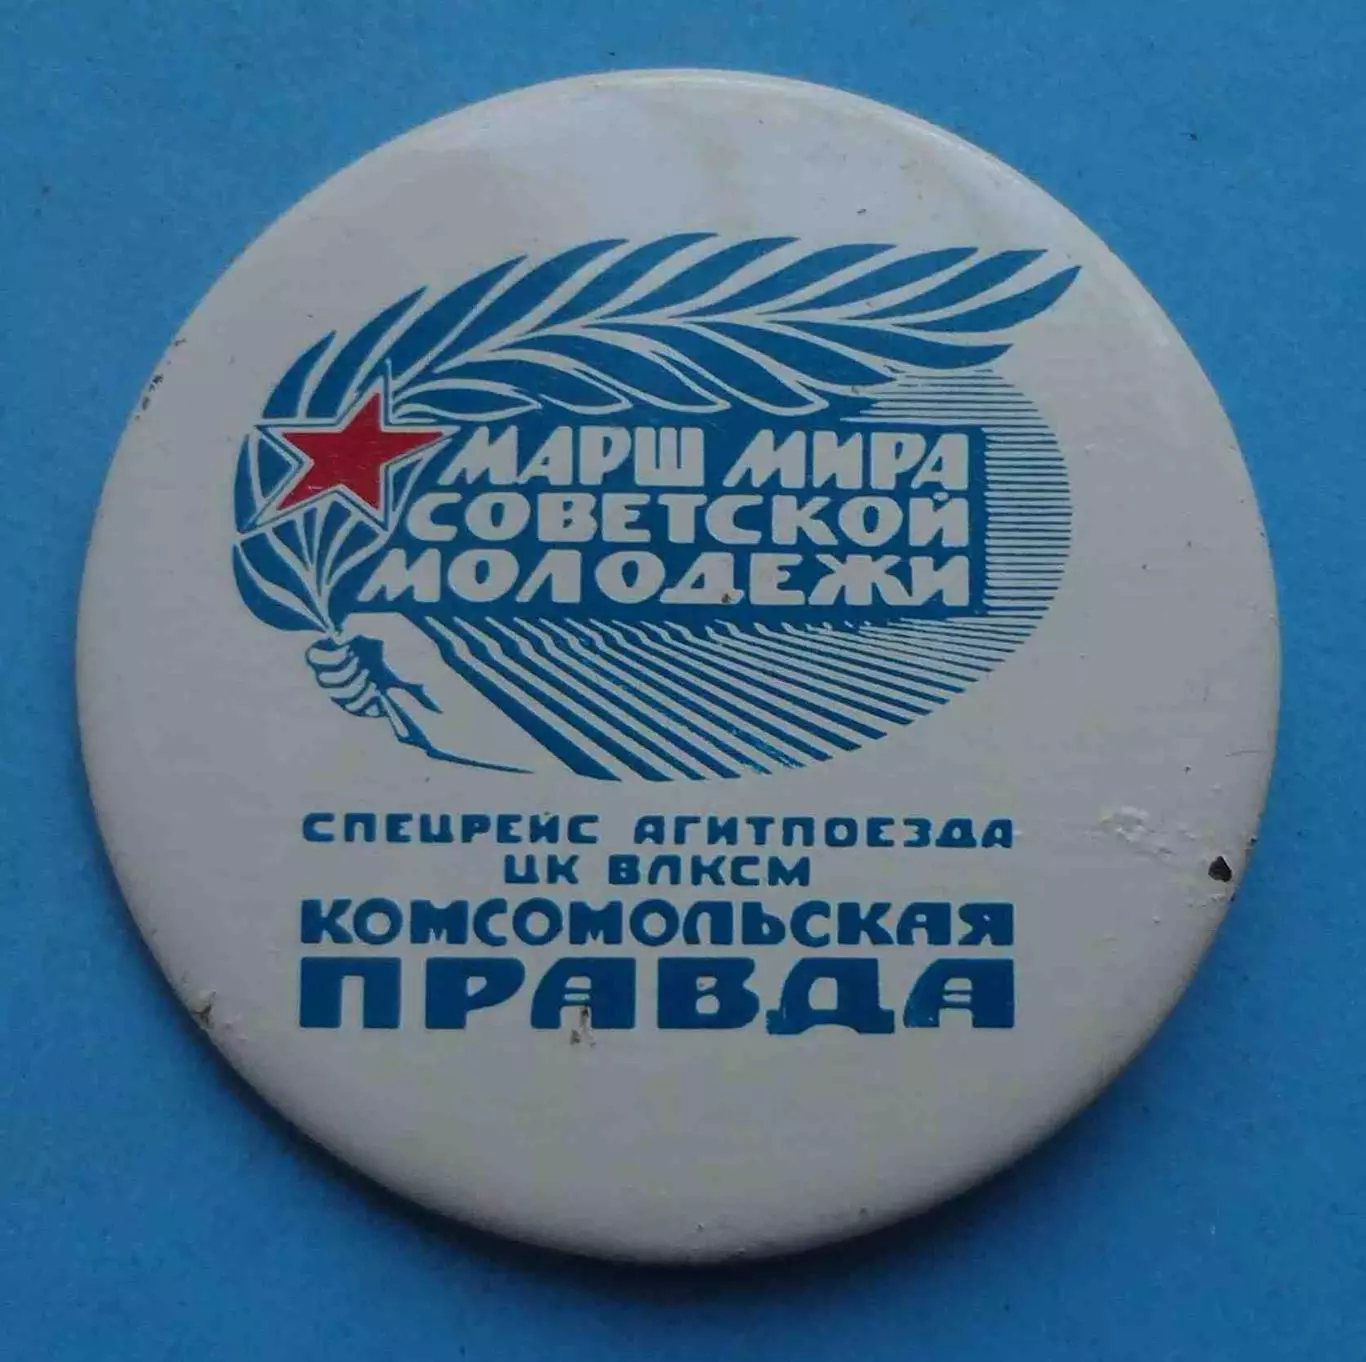 МАРШ МИРА
СОВЕТСКОЙ
МОЛОДЕЖИ
СПЕЦРЕЙС АГИТПОЕЗДА
ЦК ВЛКСМ
КОМСОМОЛЬСКАЯ
ПРАВДА